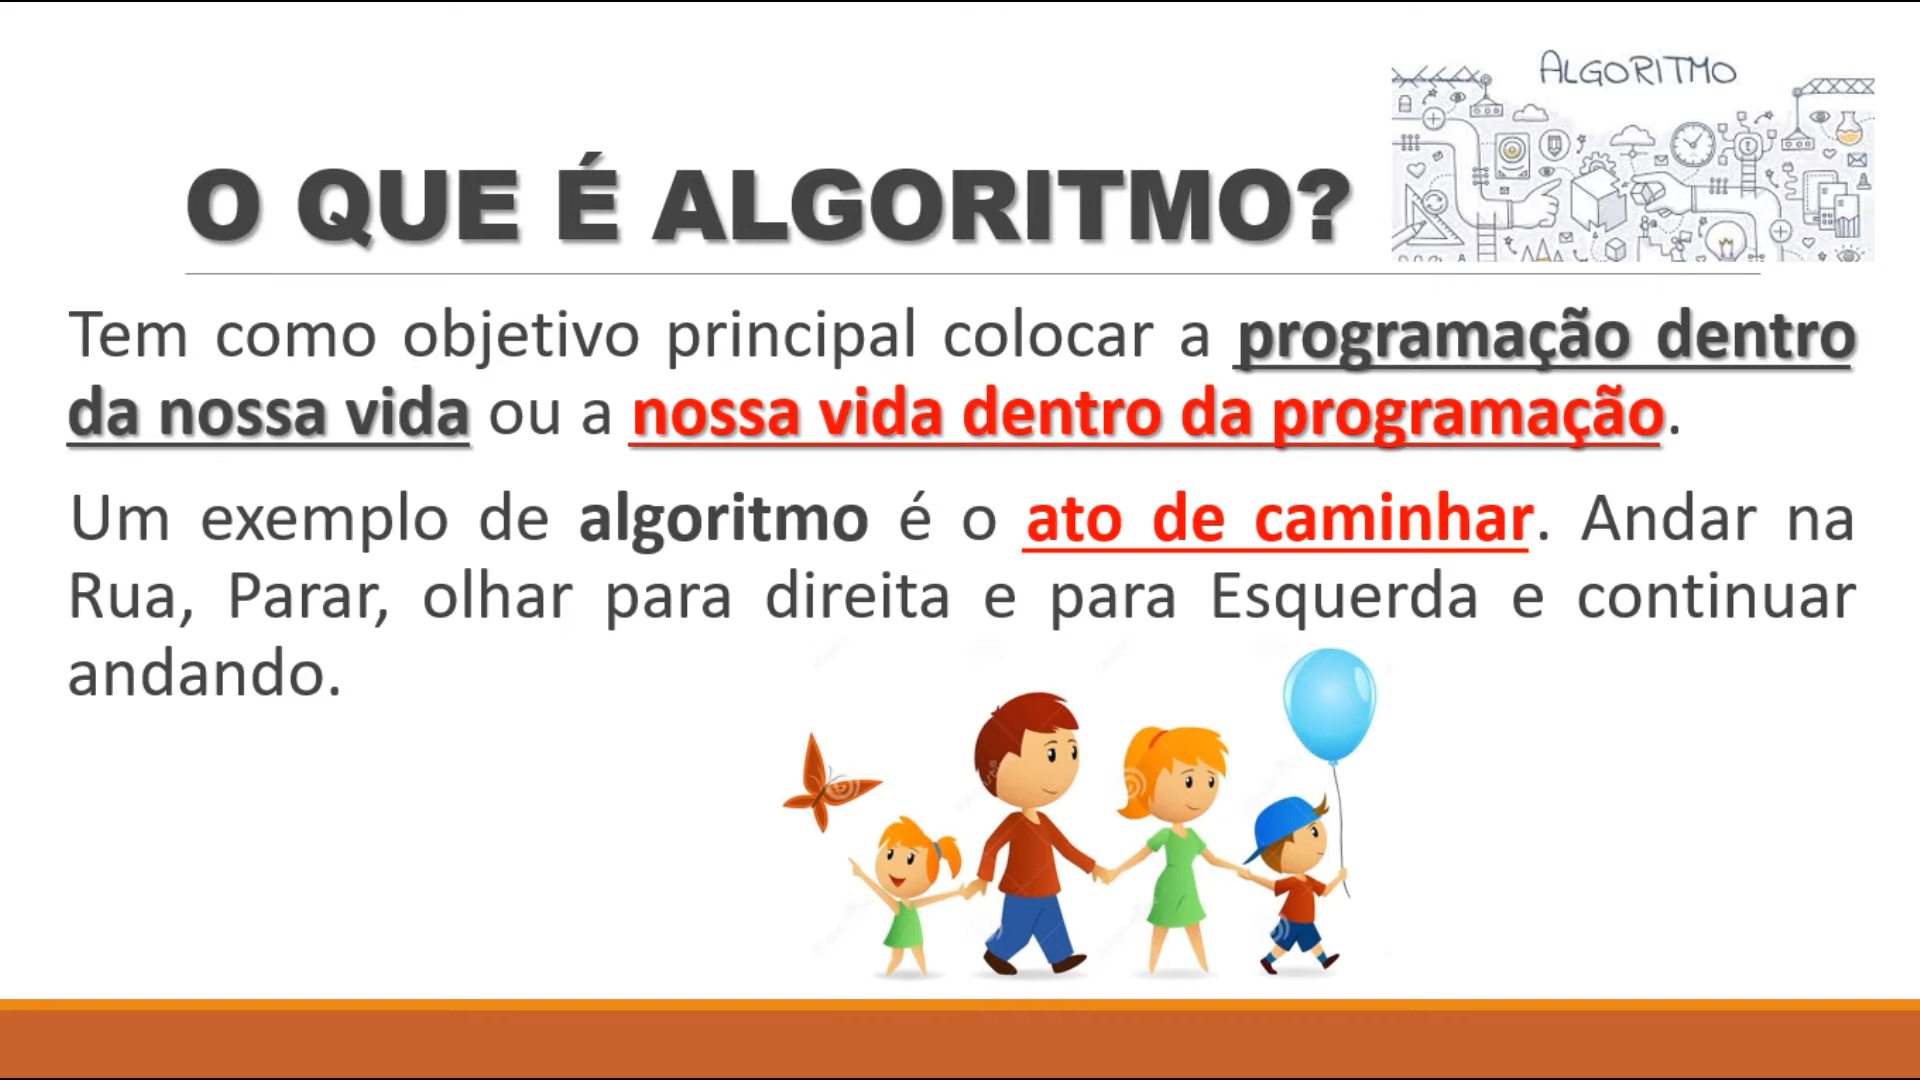 ALGORITMO
O QUE É ALGORITMO?
Tem como objetivo principal colocar a programação dentro
da nossa vida ou a nossa vida dentro da programação.
Um exemplo de algoritmo é o ato de caminhar. Andar na
Rua, Parar, olhar para direita e para Esquerda e continuar
andando.